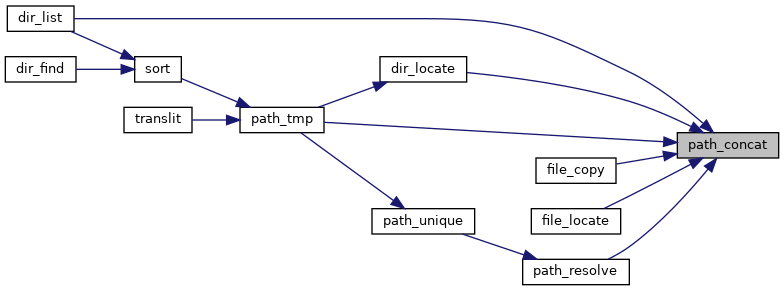 dir_list
dir_find
sort
dir_locate
translit
path_tmp
path_concat
file_copy
path_unique
file_locate
path_resolve